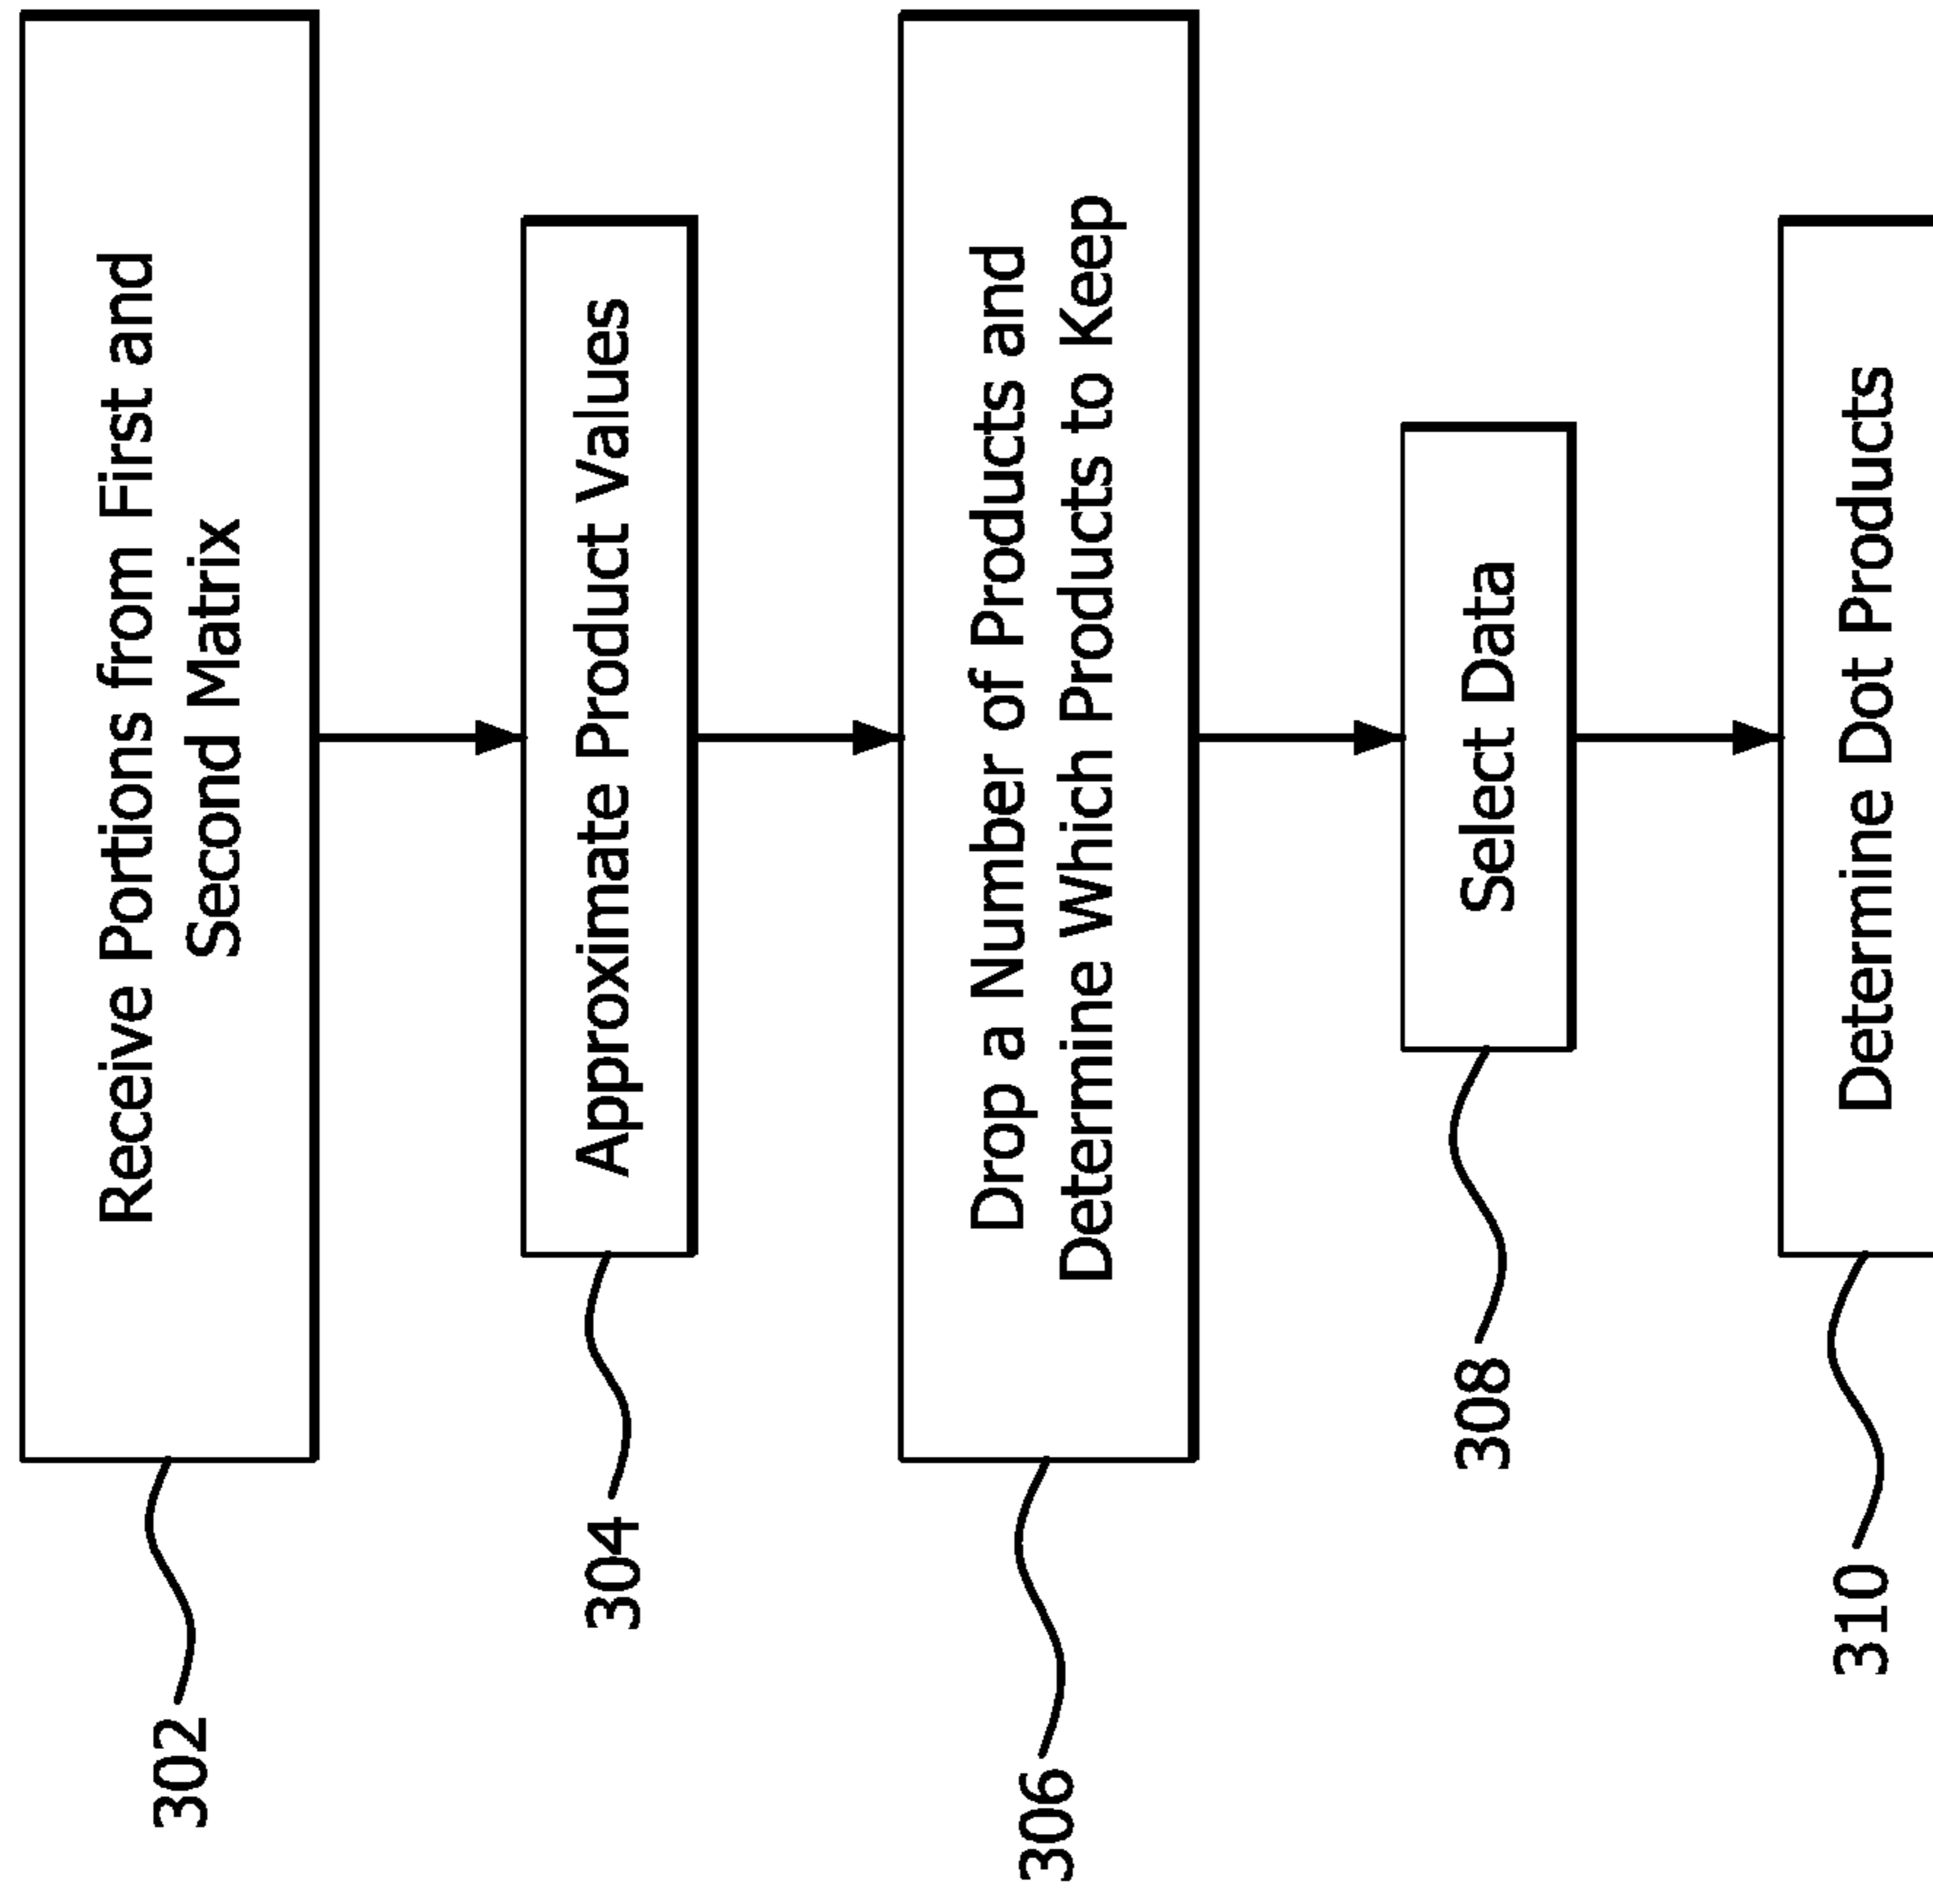 Receive Portions from First and
Second Matrix
302
Approximate Product Values
304
Drop a Number of Products and
Determine Which Products to Keep
306
Select Data
308
Determine Dot Products
310